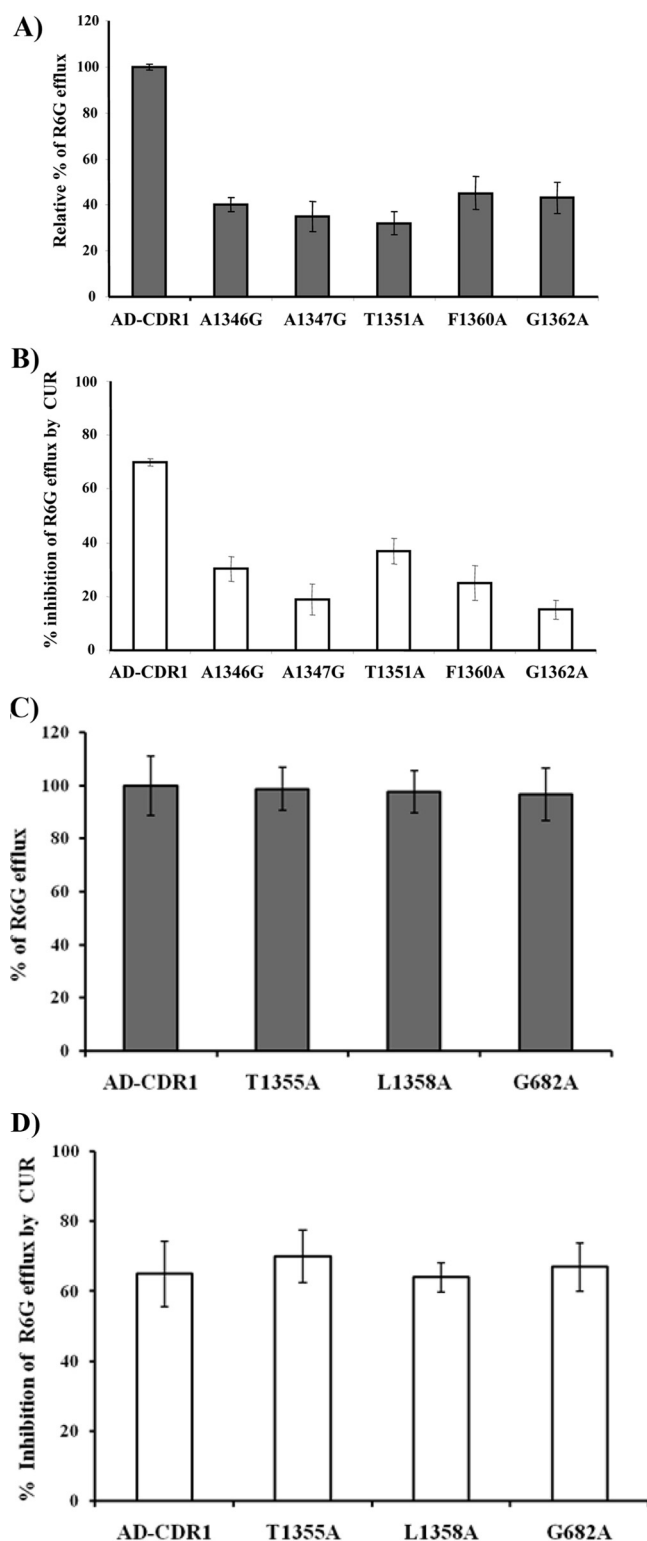 A)
Relative % of R6G efflux
120
100
80
60
40
20
0
AD-CDR1 A1346G A1347G T1351A F1360A G1362A
B)
% inhibition of R6G efflux by CUR
100
80
60
40
20
0
AD-CDR1 A1346G A1347G T1351A F1360A G1362A
C)
% of R6G efflux
120
100
80
60
40
20
0
AD-CDR1 T1355A L1358A G682A
D)
% Inhibition of R6G efflux by CUR
100
80
60
40
20
0
AD-CDR1 T1355A L1358A G682A